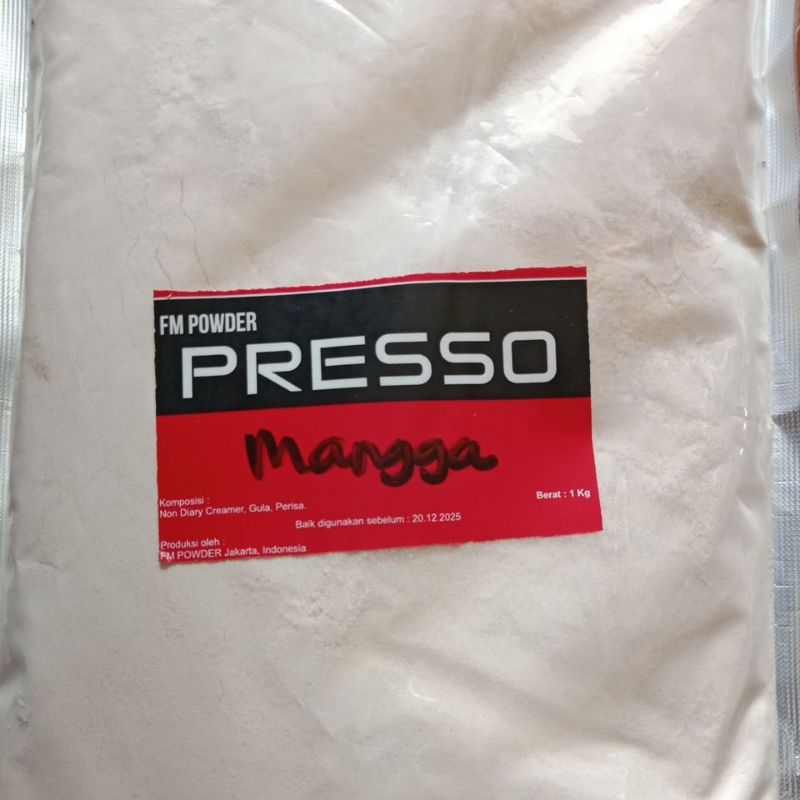 FM POWDER
PRESSO
Mangga
Komposisi :
Non Diary Creamer, Gula, Perisa.
Berat : 1 Kg
Baik digunakan sebelum : 20.12.2025
Produksi oleh :
FM POWDER Jakarta, Indonesia